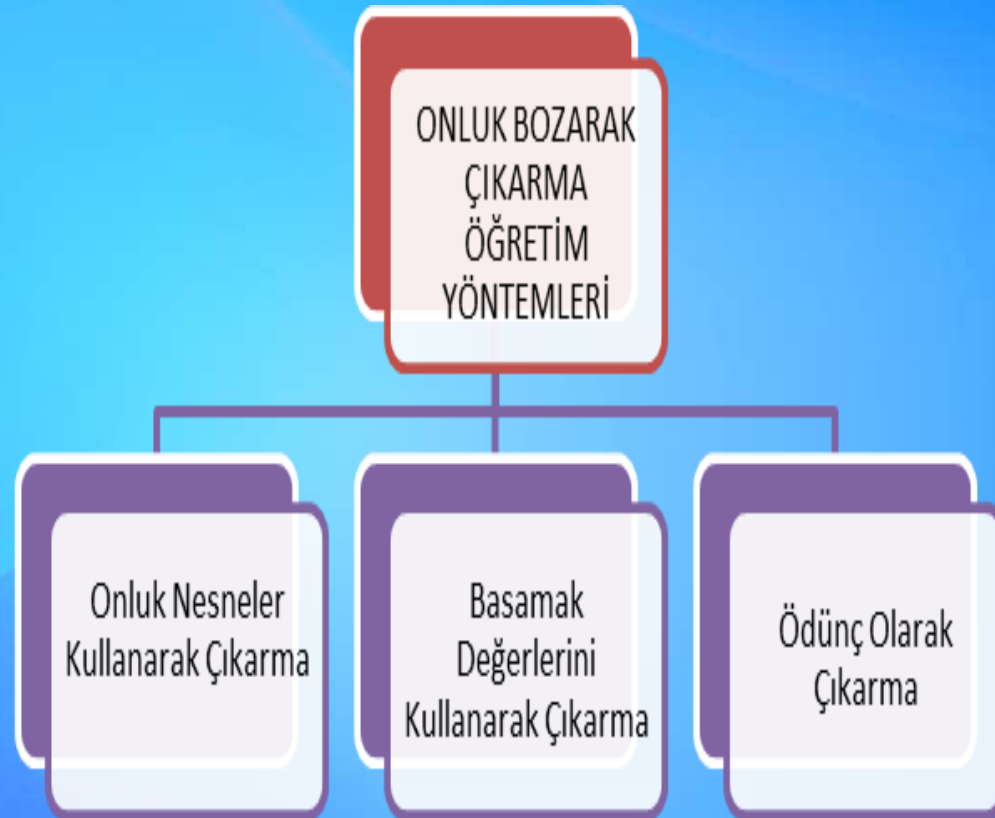 ONLUK BOZARAK
ÇIKARMA
ÖĞRETİM
YÖNTEMLERİ
Onluk Nesneler
Kullanarak Çıkarma
Basamak
Değerlerini
Kullanarak Çıkarma
Ödünç Olarak
Çıkarma